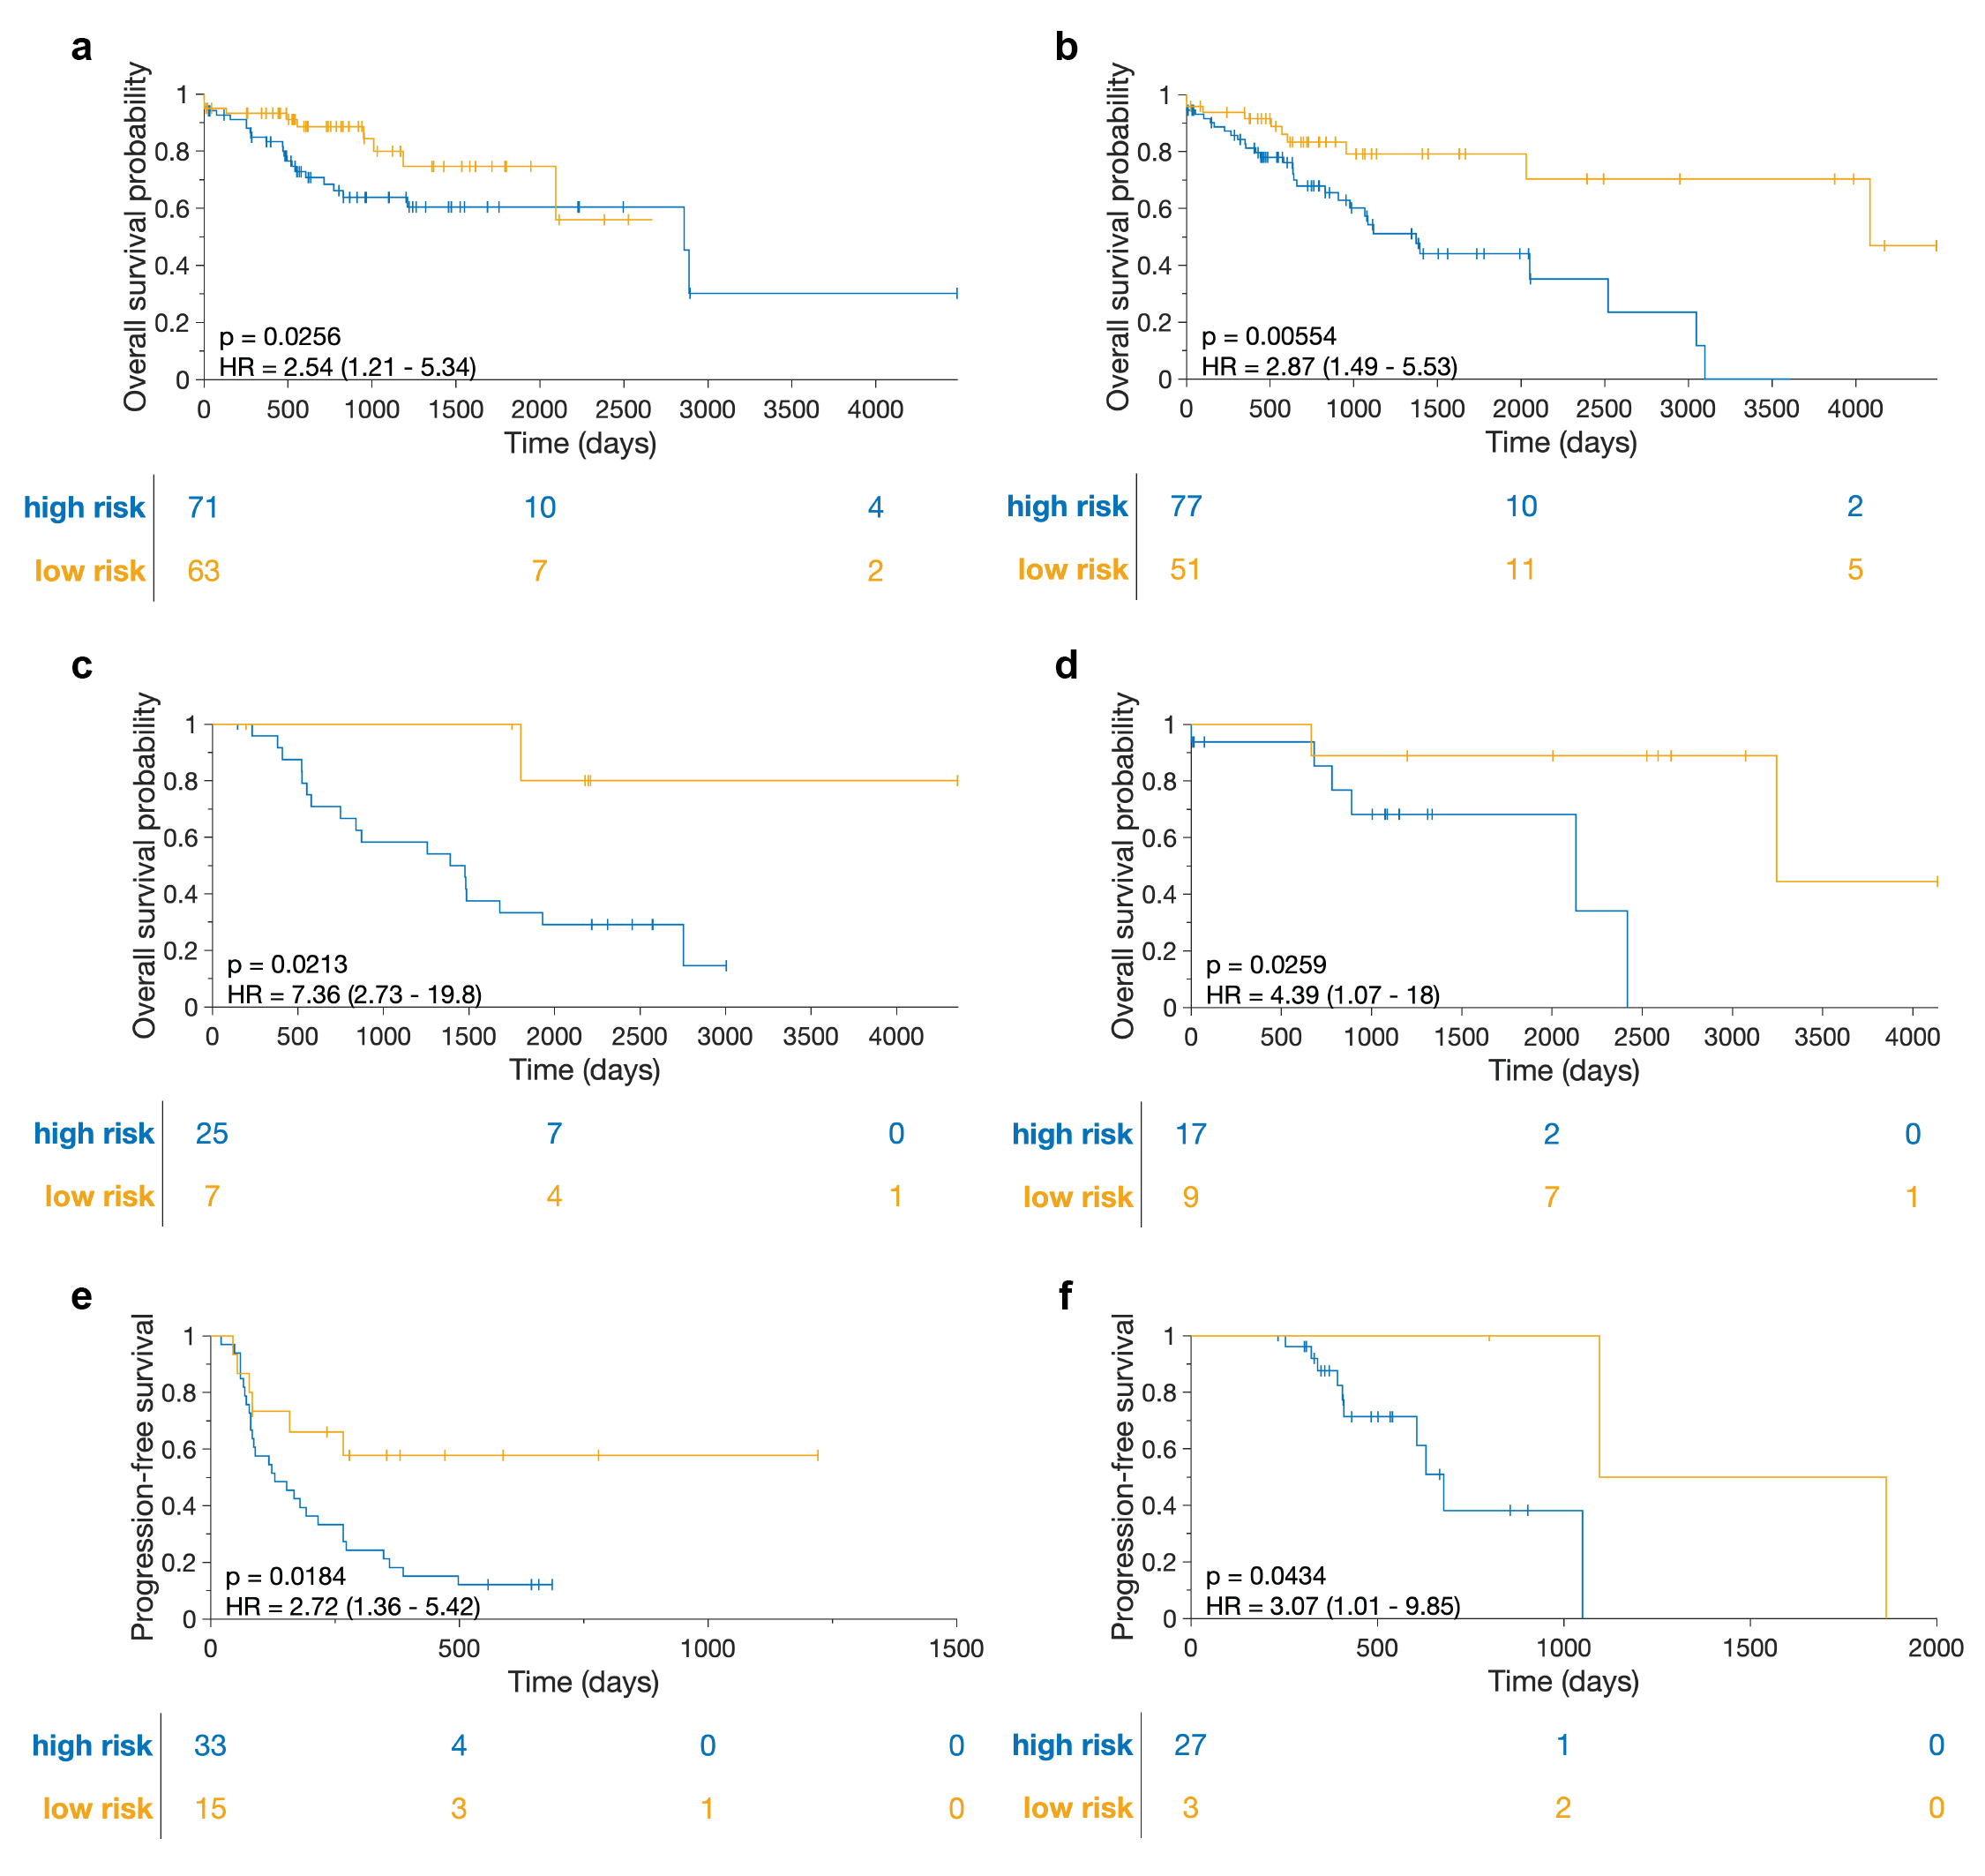 a
Overall survival probability
1
0.8
0.6
0.4
0.2
0
p = 0.0256
HR = 2.54 (1.21 - 5.34)
0 500 1000 1500 2000 2500 3000 3500 4000
Time (days)
high risk 71 10 4
low risk 63 7 2
b
Overall survival probability
1
0.8
0.6
0.4
0.2
0
p = 0.00554
HR = 2.87 (1.49 - 5.53)
0 500 1000 1500 2000 2500 3000 3500 4000
Time (days)
high risk 77 10 2
low risk 51 11 5
c
Overall survival probability
1
0.8
0.6
0.4
0.2
0
p = 0.0213
HR = 7.36 (2.73 - 19.8)
0 500 1000 1500 2000 2500 3000 3500 4000
Time (days)
high risk 25 7 0
low risk 7 4 1
d
Overall survival probability
1
0.8
0.6
0.4
0.2
0
p = 0.0259
HR = 4.39 (1.07 - 18)
0 500 1000 1500 2000 2500 3000 3500 4000
Time (days)
high risk 17 2 0
low risk 9 7 1
e
Progression-free survival
1
0.8
0.6
0.4
0.2
0
p = 0.0184
HR = 2.72 (1.36 - 5.42)
0 500 1000 1500
Time (days)
high risk 33 4 0 0
low risk 15 3 1 0
f
Progression-free survival
1
0.8
0.6
0.4
0.2
0
p = 0.0434
HR = 3.07 (1.01 - 9.85)
0 500 1000 1500 2000
Time (days)
high risk 27 1 0
low risk 3 2 0